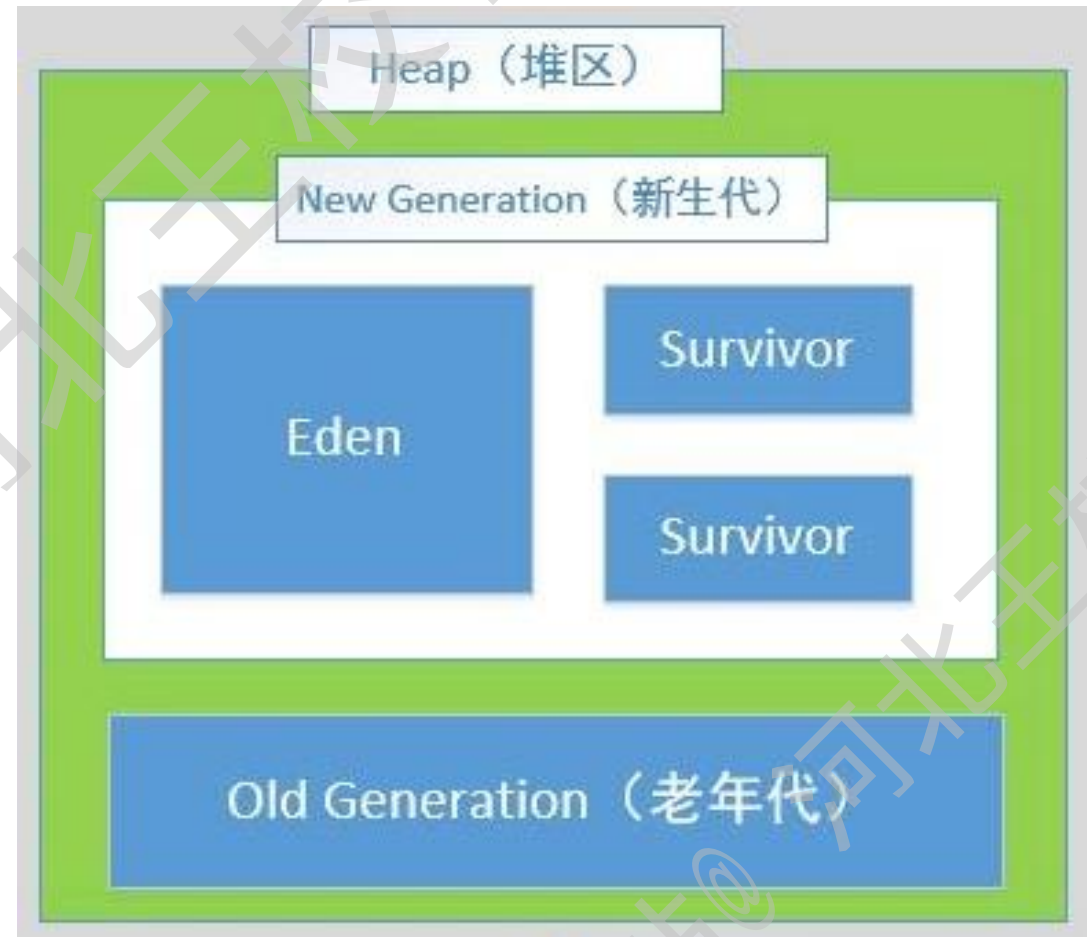 Heap（堆区）
New Generation（新生代）
Eden
Survivor
Survivor
Old Generation（老年代）